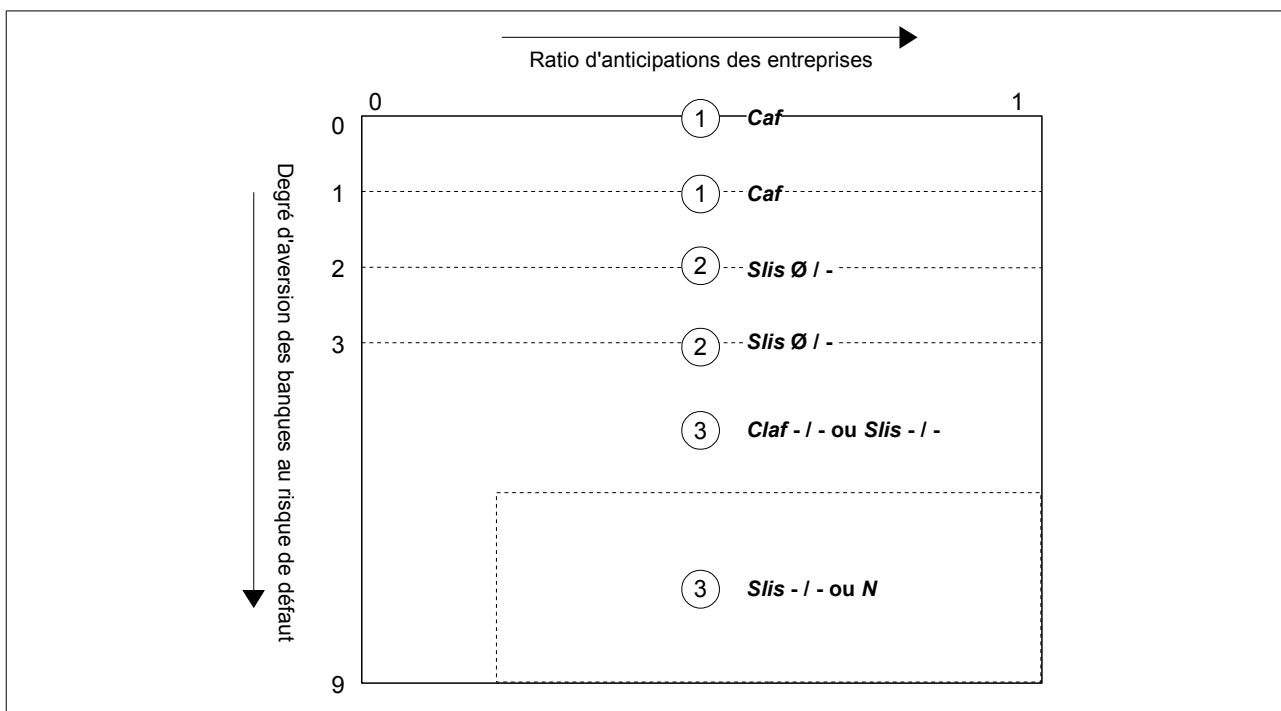 Ratio d'anticipations des entreprises
0 1
0 1 Caf
1 1 Caf
2 2 Slis Ø / -
3 2 Slis Ø / -
3 Claf - / - ou Slis - / -
3 Slis - / - ou N
9
Degré d'aversion des banques au risque de défaut